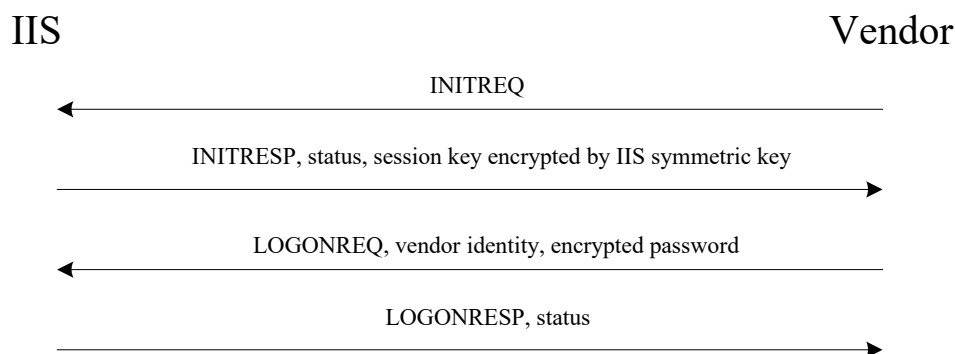 IIS
Vendor
INITREQ
INITRESP, status, session key encrypted by IIS symmetric key
LOGONREQ, vendor identity, encrypted password
LOGONRESP, status